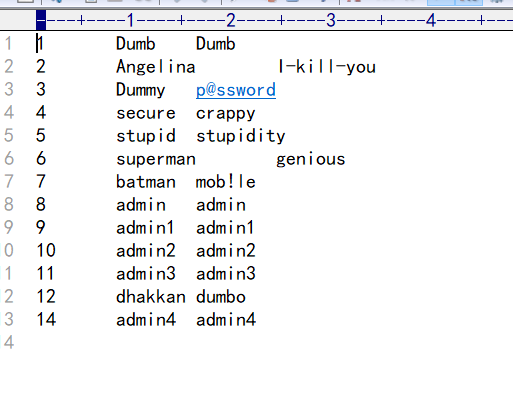 ----+----1----+----2----+----3----+----4----+--
1 1 Dumb Dumb
2 2 Angelina I-kill-you
3 3 Dummy p@ssword
4 4 secure crappy
5 5 stupid stupidity
6 6 superman genious
7 7 batman mob!le
8 8 admin admin
9 9 admin1 admin1
0 10 admin2 admin2
1 11 admin3 admin3
2 12 dhakkan dumbo
3 14 admin4 admin4
4